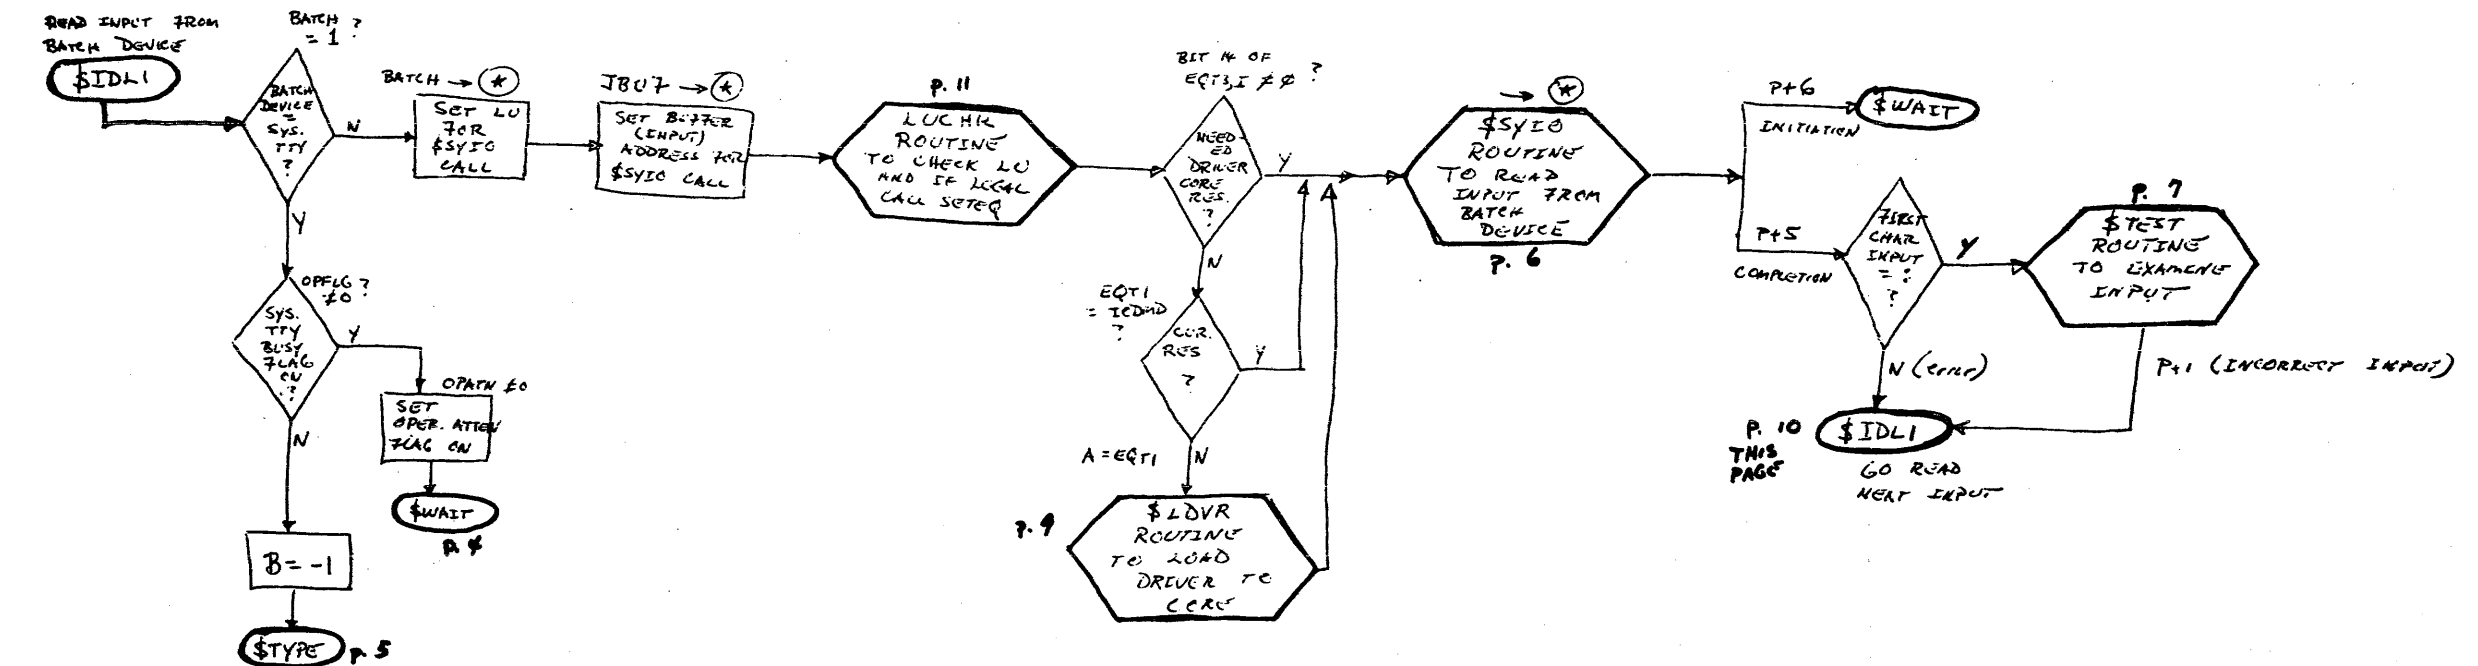 READ INPUT FROM
BATCH DEVICE
$IDL1
BATCH ?
= 1
BATCH
DEVICE
=
SYS.
TTY
?
N
Y
BATCH → *
SET LU
FOR
$SYIO
CALL
JBUF → *
SET BUFFER
(INPUT)
ADDRESS FOR
$SYIO CALL
P. 11
LUCHK
ROUTINE
TO CHECK LU
AND IF LEGAL
CALL SETEQ
BIT 14 OF
EQT3,I ≠ 0 ?
NEED-
ED
DRIVER
CORE
RES.
?
Y
N
EQT1
= ICDMD
?
CUR.
RES
?
Y
N
A = EQT1
P. 9
$LDVR
ROUTINE
TO LOAD
DRIVER TO
CORE
→ *
$SYIO
ROUTINE
TO READ
INPUT FROM
BATCH
DEVICE
P. 6
P+6
INITIATION
$WAIT
P+5
COMPLETION
FIRST
CHAR
INPUT
= :
?
Y
N (ERROR)
P. 7
$TEST
ROUTINE
TO EXAMINE
INPUT
P+1 (INCORRECT INPUT)
P. 10
THIS
PAGE
$IDL1
GO READ
NEXT INPUT
OPFLG ?
≠0
SYS.
TTY
BUSY
FLAG
ON
?
Y
N
OPATN ≠0
SET
OPER. ATTEN
FLAG ON
$WAIT
P. 4
B = -1
$TYPE
P. 5